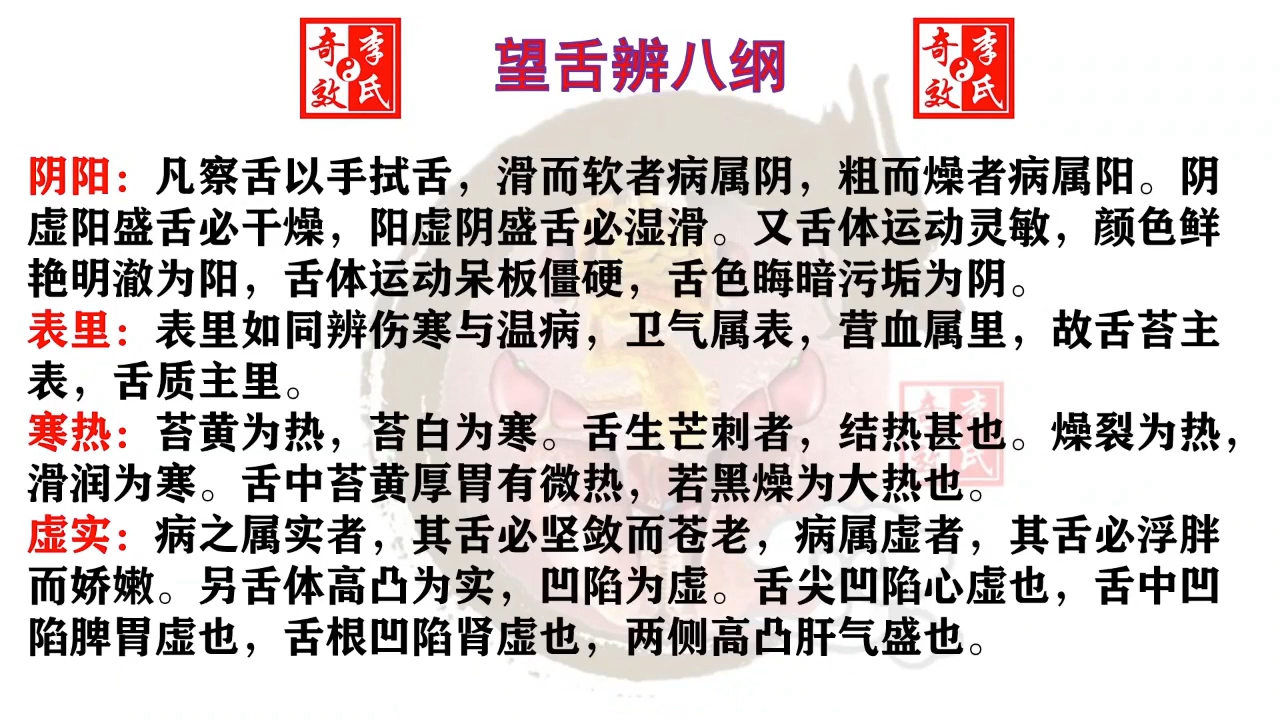 李氏奇效
望舌辨八纲
李氏奇效
阴阳：凡察舌以手拭舌，滑而软者病属阴，粗而燥者病属阳。阴
虚阳盛舌必干燥，阳虚阴盛舌必湿滑。又舌体运动灵敏，颜色鲜
艳明澈为阳，舌体运动呆板僵硬，舌色晦暗污垢为阴。
表里：表里如同辨伤寒与温病，卫气属表，营血属里，故舌苔主
表，舌质主里。
寒热：苔黄为热，苔白为寒。舌生芒刺者，结热甚也。燥裂为热，
滑润为寒。舌中苔黄厚胃有微热，若黑燥为大热也。
虚实：病之属实者，其舌必坚敛而苍老，病属虚者，其舌必浮胖
而娇嫩。另舌体高凸为实，凹陷为虚。舌尖凹陷心虚也，舌中凹
陷脾胃虚也，舌根凹陷肾虚也，两侧高凸肝气盛也。
李氏奇效